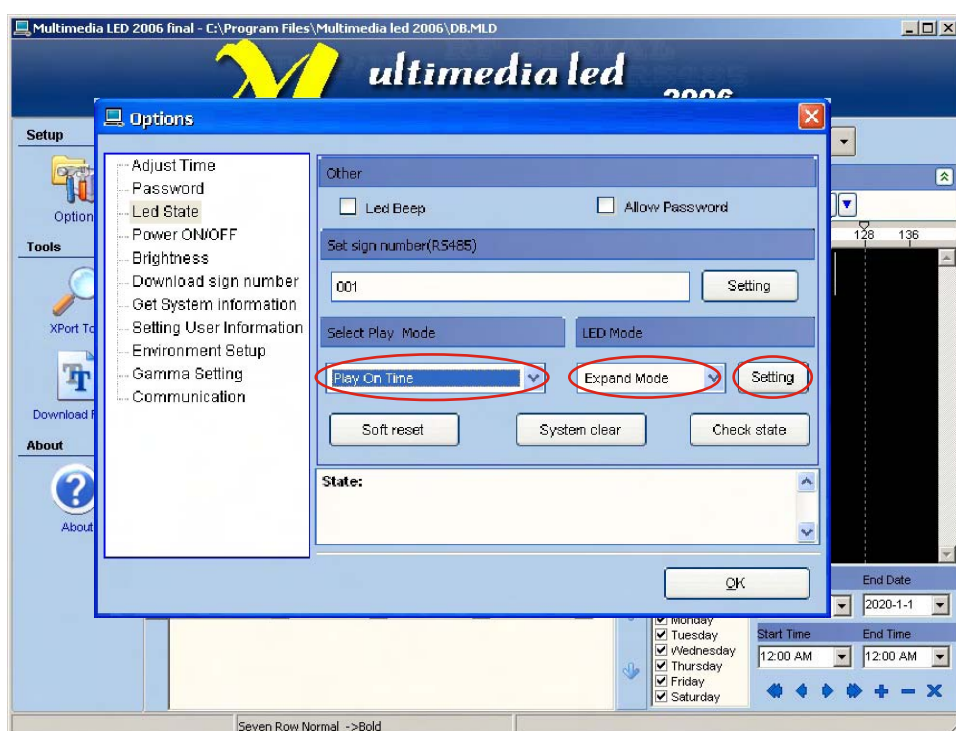 Multimedia LED 2006 final - C:\Program Files\Multimedia led 2006\DB.MLD
ultimedia led
2006
Options
Setup
Option
Tools
XPort To
Download F
About
About
Adjust Time
Password
Led State
Power ON/OFF
Brightness
Download sign number
Get System information
Setting User Information
Environment Setup
Gamma Setting
Communication
Other
Led Beep
Allow Password
Set sign number(RS485)
001
Setting
Select Play Mode
LED Mode
Play On Time
Expand Mode
Setting
Soft reset
System clear
Check state
State:
OK
128 136
End Date
2020-1-1
Monday
Tuesday
Wednesday
Thursday
Friday
Saturday
Start Time
End Time
12:00 AM
12:00 AM
Seven Row Normal ->Bold